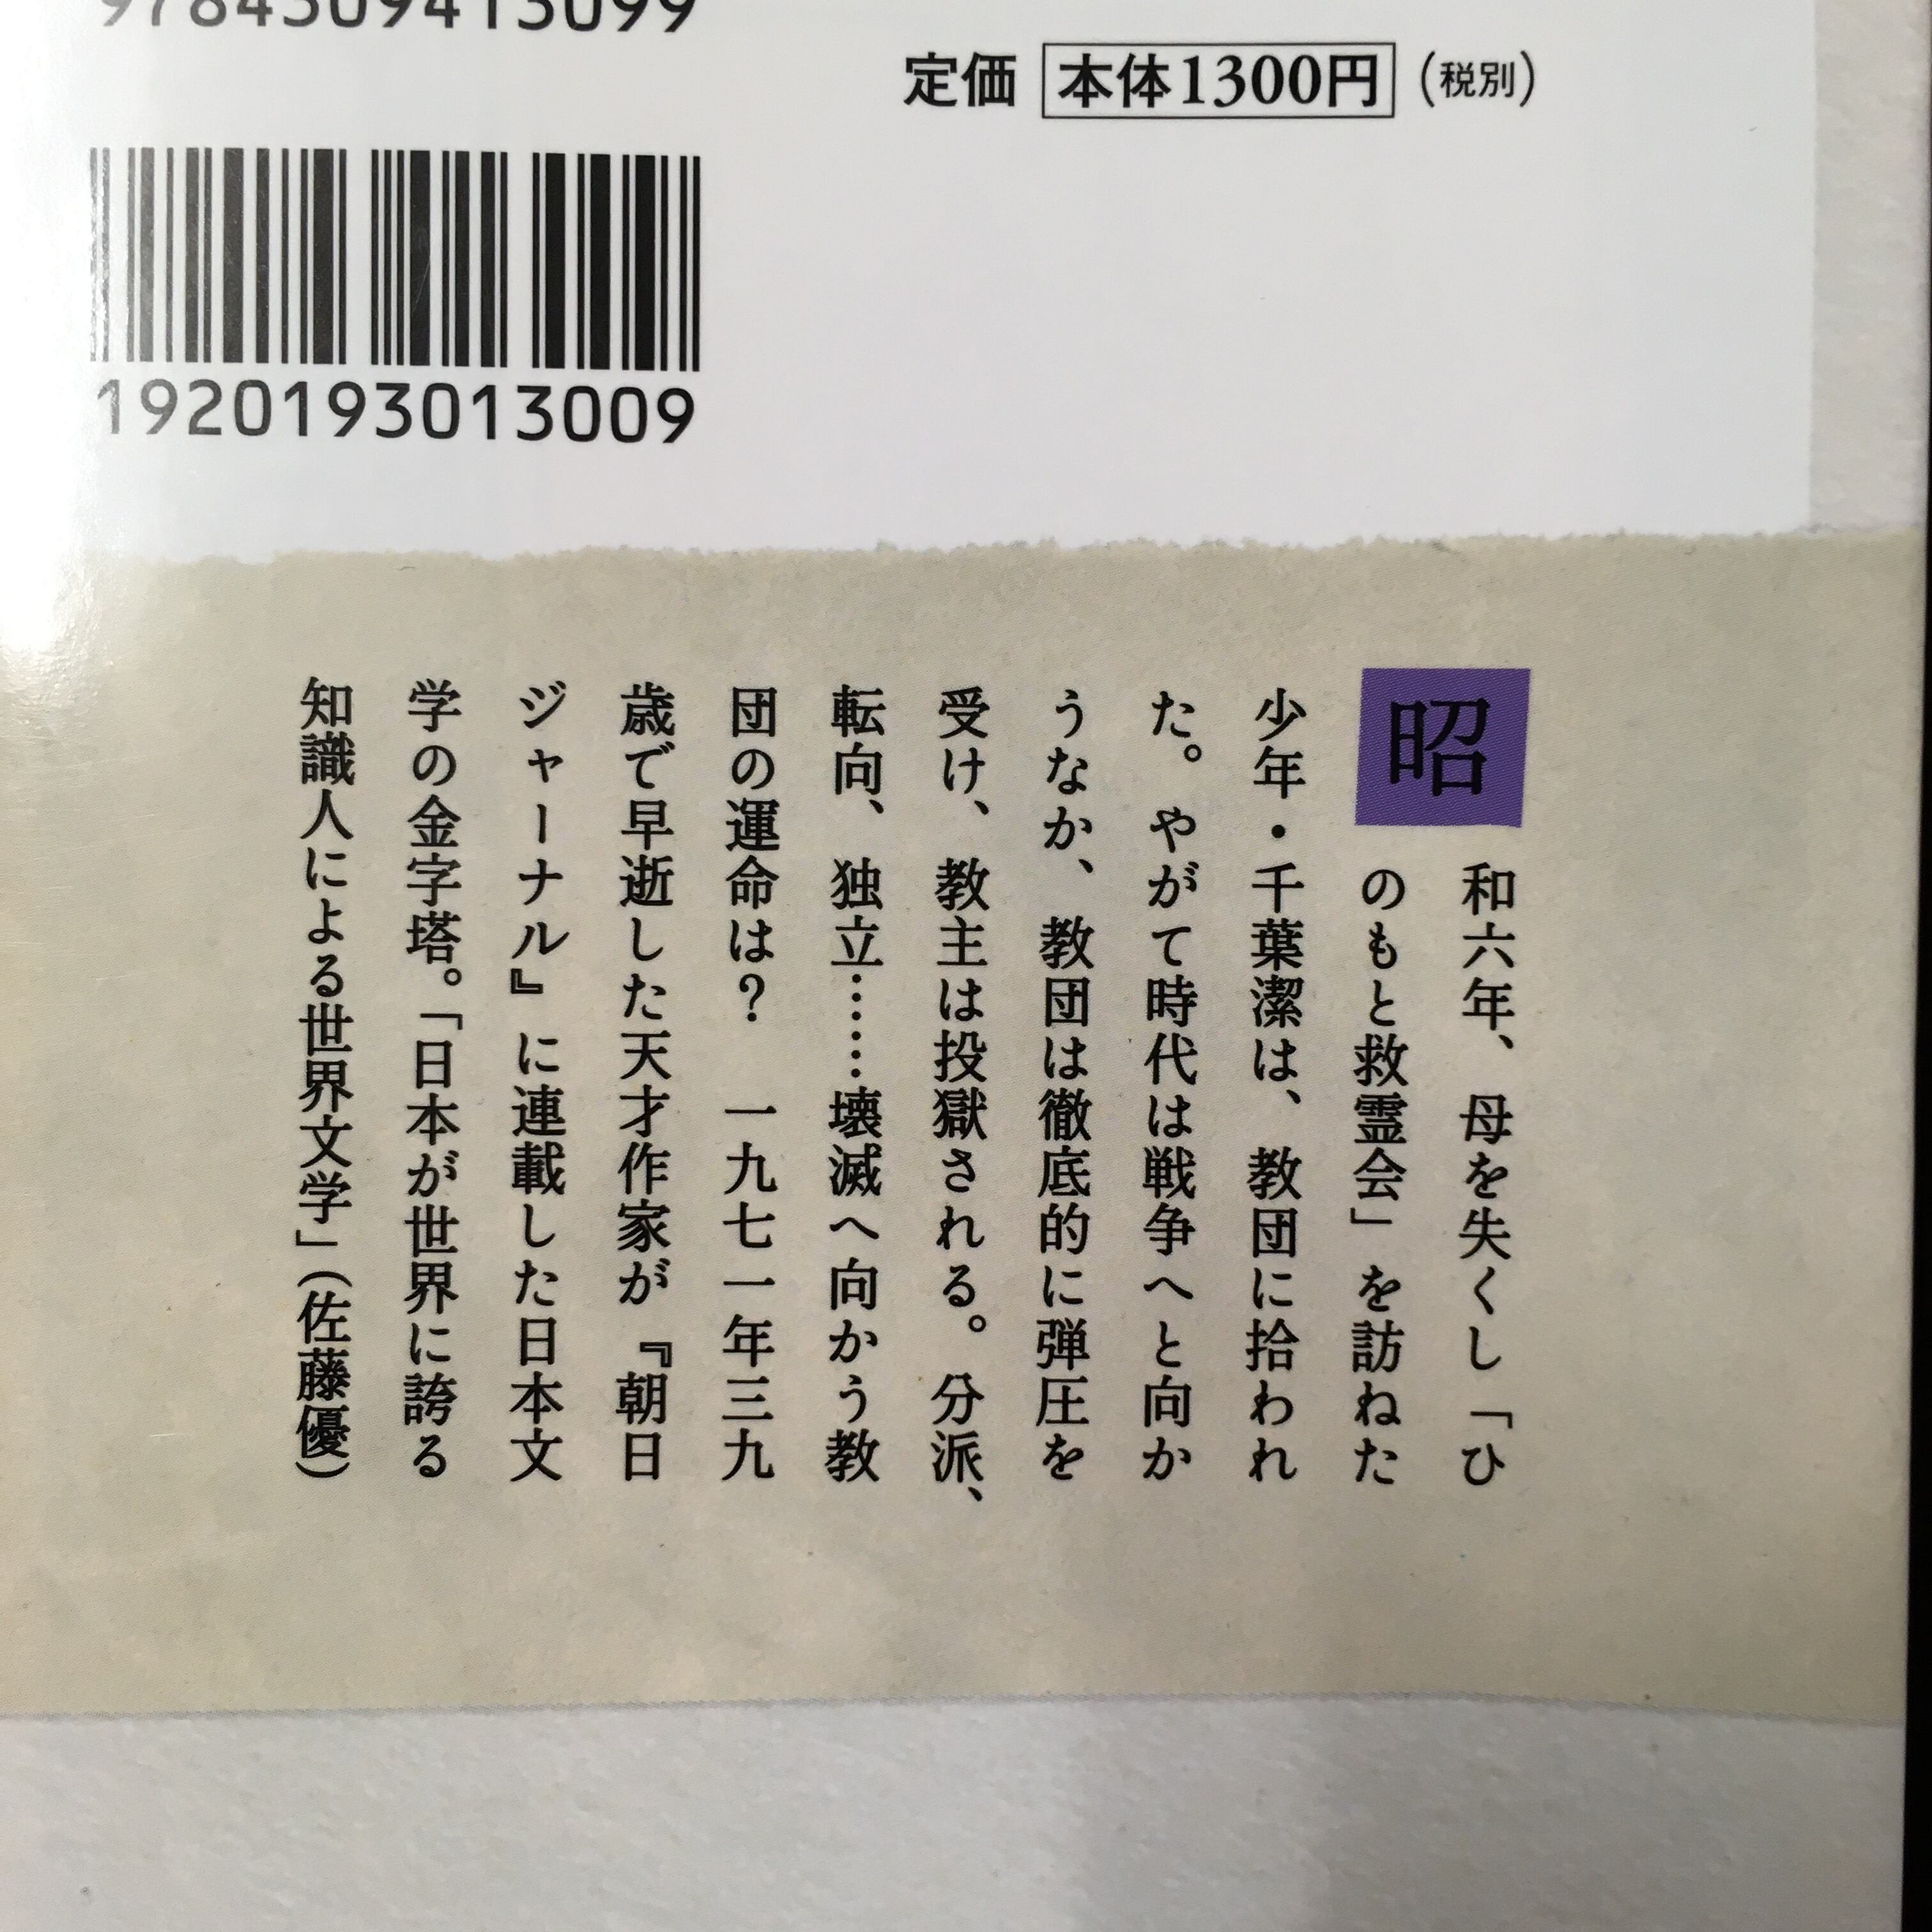 9784309413099
定価 本体1300円 (税別)
1920193013009
昭和六年、母を失くし「ひ
のもと救霊会」を訪ねた
少年・千葉潔は、教団に拾われ
た。やがて時代は戦争へと向か
うなか、教団は徹底的に弾圧を
受け、教主は投獄される。分派、
転向、独立……壊滅へ向かう教
団の運命は？　一九七一年三九
歳で早逝した天才作家が『朝日
ジャーナル』に連載した日本文
学の金字塔。「日本が世界に誇る
知識人による世界文学」（佐藤優）